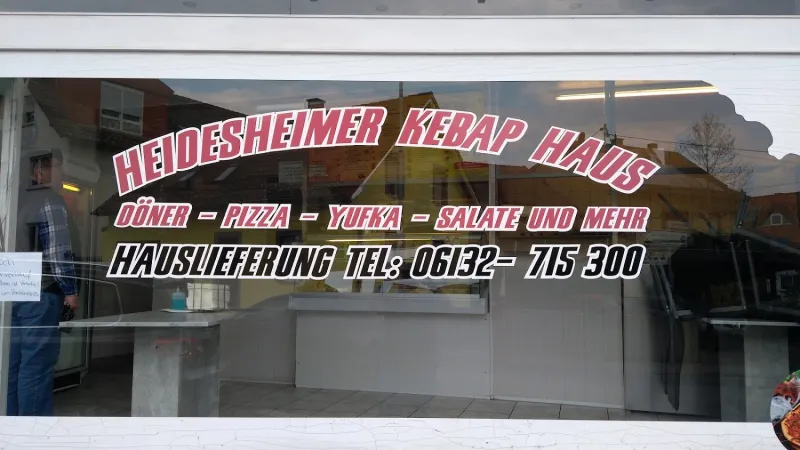 HEIDESHEIMER KEBAP HAUS
DÖNER - PIZZA - YUFKA - SALATE UND MEHR
HAUSLIEFERUNG TEL: 06132- 715 300